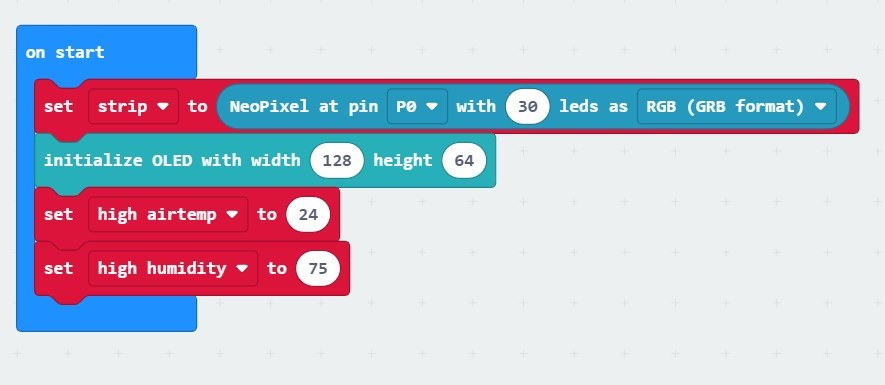 on start
set strip to NeoPixel at pin P0 with 30 leds as RGB (GRB format)
initialize OLED with width 128 height 64
set high airtemp to 24
set high humidity to 75